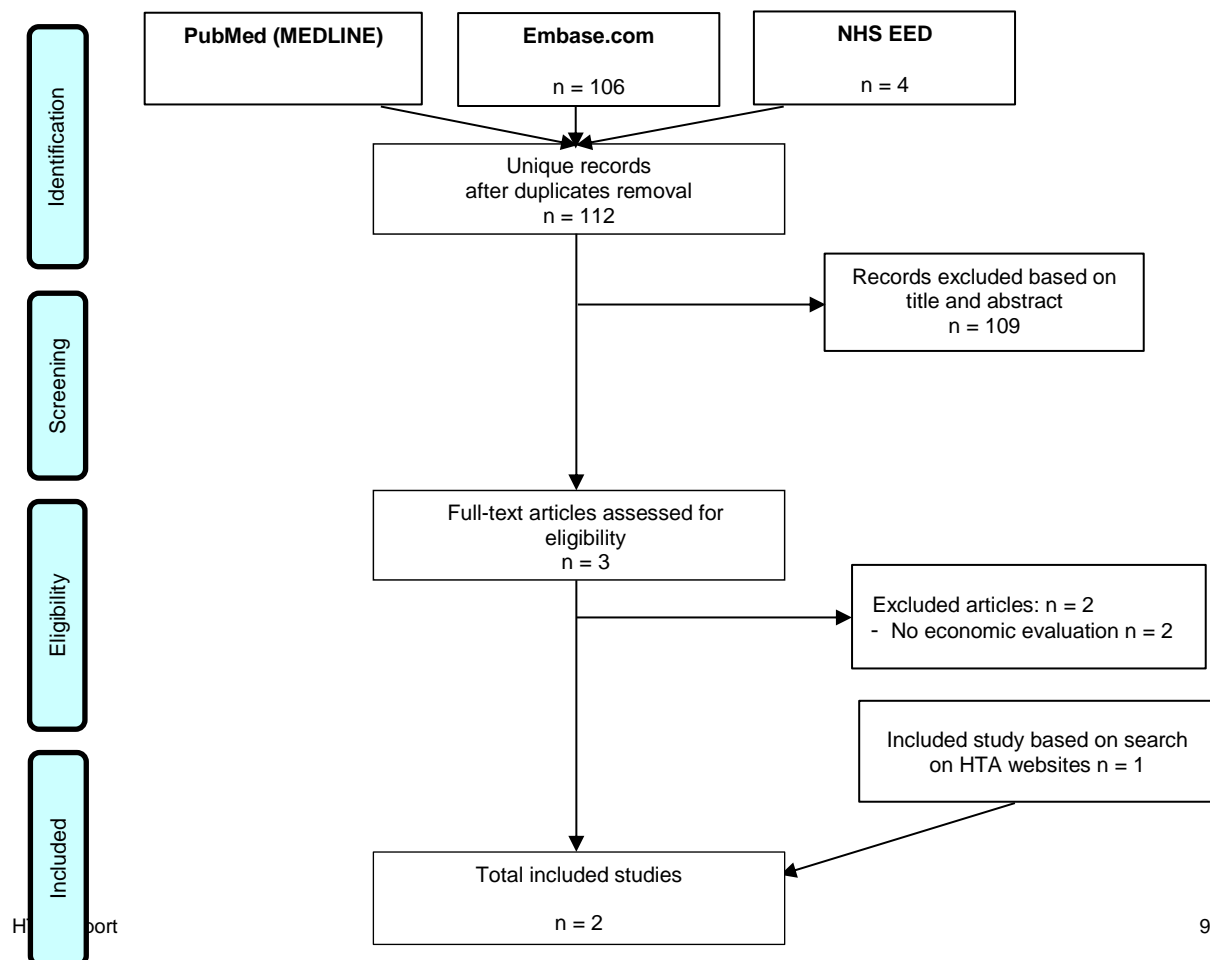 PubMed (MEDLINE)
Embase.com
n = 106
NHS EED
n = 4
Identification
Unique records
after duplicates removal
n = 112
Records excluded based on
title and abstract
n = 109
Screening
Full-text articles assessed for
eligibility
n = 3
Eligibility
Excluded articles: n = 2
- No economic evaluation n = 2
Included study based on search
on HTA websites n = 1
Included
Total included studies
n = 2
9